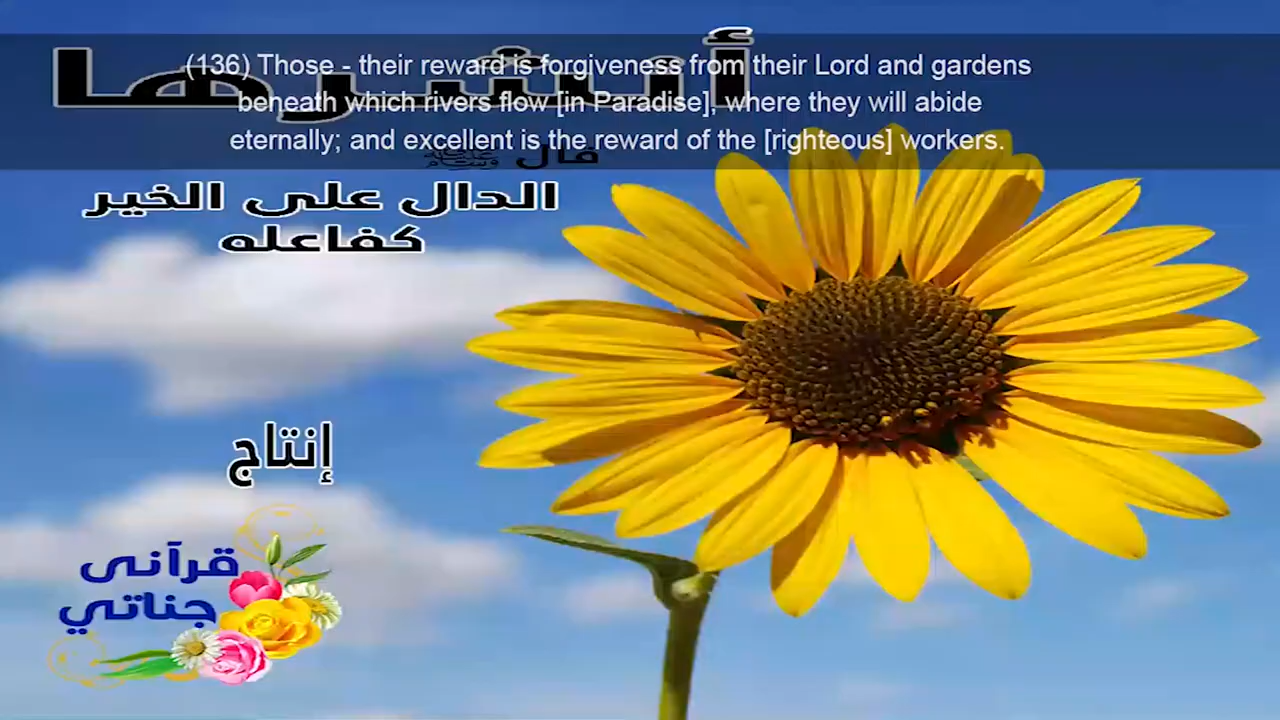 أنشرها
(136) Those - their reward is forgiveness from their Lord and gardens
beneath which rivers flow [in Paradise], where they will abide
eternally; and excellent is the reward of the [righteous] workers.
قال ﷺ
الدال على الخير
كفاعله
إنتاج
قرآنى
جناتي